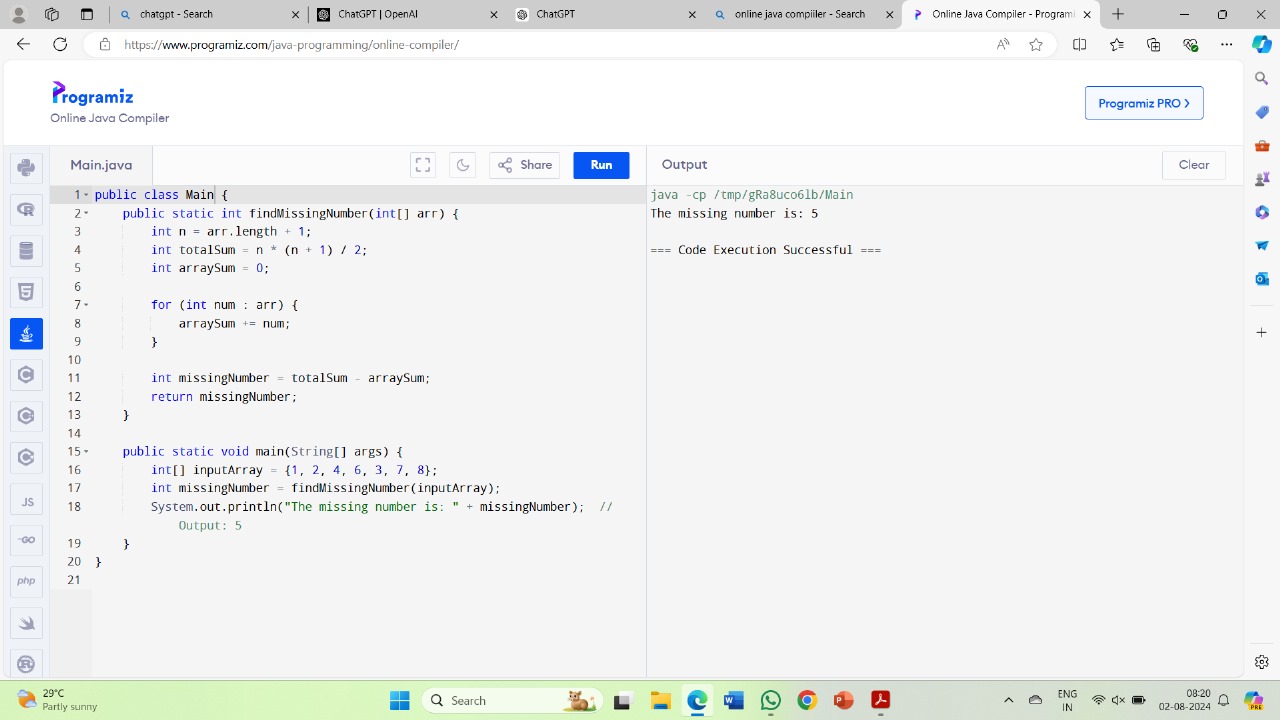 chatgpt - Search
ChatGPT | OpenAI
ChatGPT
online java compiiler - Search
Online Java Compiler - Programi
https://www.programiz.com/java-programming/online-compiler/
Programiz
Online Java Compiler
Programiz PRO >
Main.java
Share
Run
Output
Clear
1 public class Main {
2 public static int findMissingNumber(int[] arr) {
3 int n = arr.length + 1;
4 int totalSum = n * (n + 1) / 2;
5 int arraySum = 0;
6
7 for (int num : arr) {
8 arraySum += num;
9 }
10
11 int missingNumber = totalSum - arraySum;
12 return missingNumber;
13 }
14
15 public static void main(String[] args) {
16 int[] inputArray = {1, 2, 4, 6, 3, 7, 8};
17 int missingNumber = findMissingNumber(inputArray);
18 System.out.println("The missing number is: " + missingNumber); //
Output: 5
19 }
20 }
21
java -cp /tmp/gRa8uco6lb/Main
The missing number is: 5
=== Code Execution Successful ===
JS
GO
php
29°C
Partly sunny
Search
ENG
IN
08:20
02-08-2024
PRE